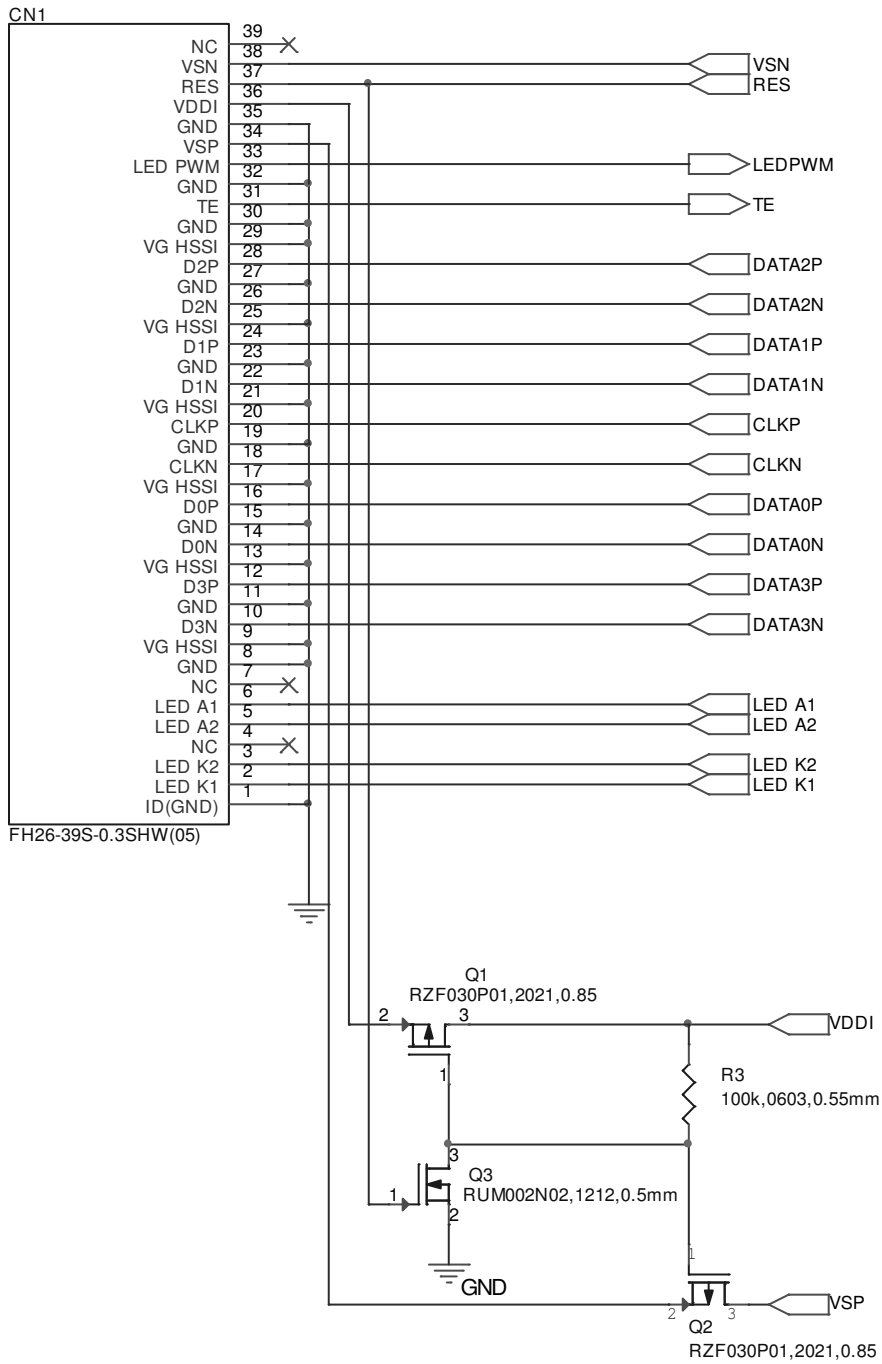 CN1
39
NC
38
VSN
VSN
37
RES
RES
36
VDDI
35
GND
34
VSP
33
LED PWM
LEDPWM
32
GND
31
TE
TE
30
GND
29
VG HSSI
28
D2P
DATA2P
27
GND
26
D2N
DATA2N
25
VG HSSI
24
D1P
DATA1P
23
GND
22
D1N
DATA1N
21
VG HSSI
20
CLKP
CLKP
19
GND
18
CLKN
CLKN
17
VG HSSI
16
D0P
DATA0P
15
GND
14
D0N
DATA0N
13
VG HSSI
12
D3P
DATA3P
11
GND
10
D3N
DATA3N
9
VG HSSI
8
GND
7
NC
6
LED A1
LED A1
5
LED A2
LED A2
4
NC
3
LED K2
LED K2
2
LED K1
LED K1
1
ID(GND)
FH26-39S-0.3SHW(05)
Q1
RZF030P01,2021,0.85
2
3
VDDI
1
R3
100k,0603,0.55mm
3
Q3
RUM002N02,1212,0.5mm
1
2
GND
1
2
3
VSP
Q2
RZF030P01,2021,0.85